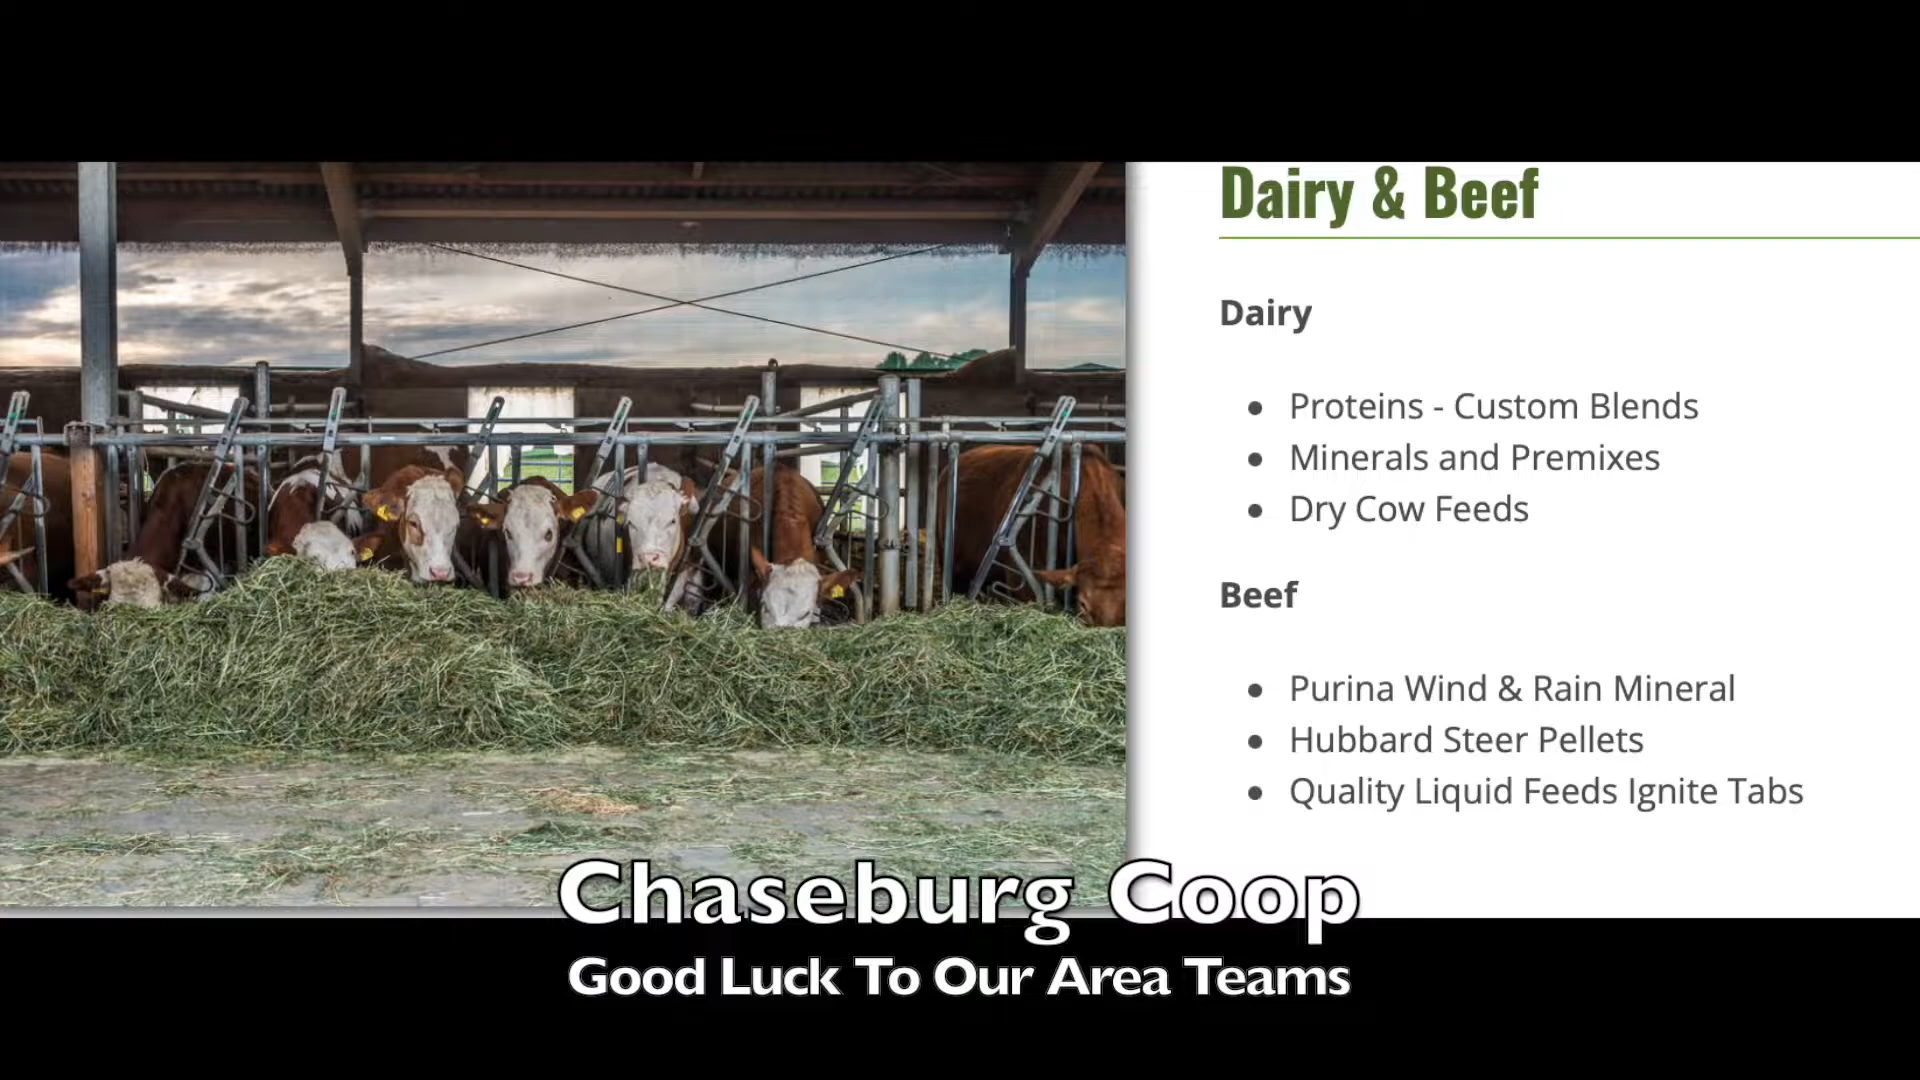 Dairy & Beef
Dairy
Proteins - Custom Blends
Minerals and Premixes
Dry Cow Feeds
Beef
Purina Wind & Rain Mineral
Hubbard Steer Pellets
Quality Liquid Feeds Ignite Tabs
Chaseburg Coop
Good Luck To Our Area Teams